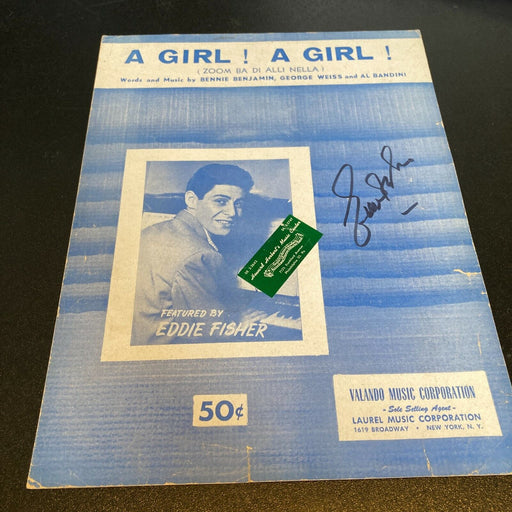 A GIRL! A GIRL!
(ZOOM BA DI ALLI NELLA)
Words and Music by BENNIE BENJAMIN, GEORGE WEISS and AL BANDINI
FEATURED BY
EDDIE FISHER
50¢
VALANDO MUSIC CORPORATION
- Sole Selling Agent -
LAUREL MUSIC CORPORATION
1619 BROADWAY • NEW YORK, N. Y.